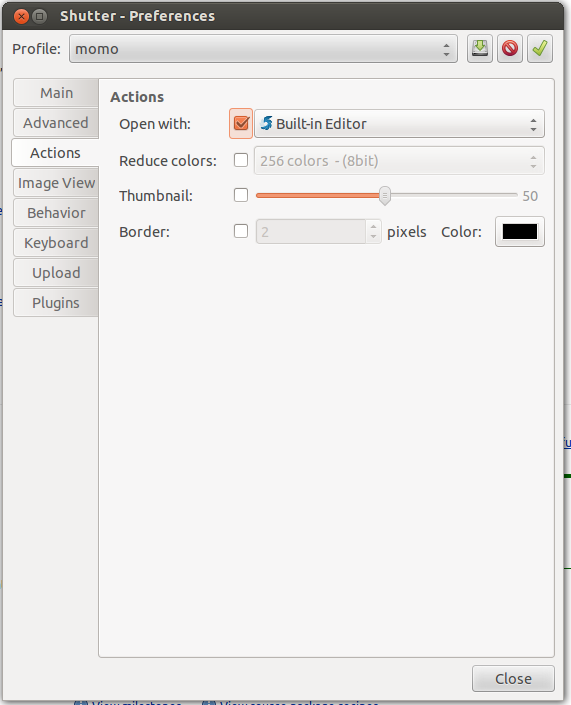 Shutter - Preferences
Profile: momo
Main
Advanced
Actions
Image View
Behavior
Keyboard
Upload
Plugins
Actions
Open with: Built-in Editor
Reduce colors: 256 colors - (8bit)
Thumbnail: 50
Border: 2 pixels Color:
Close